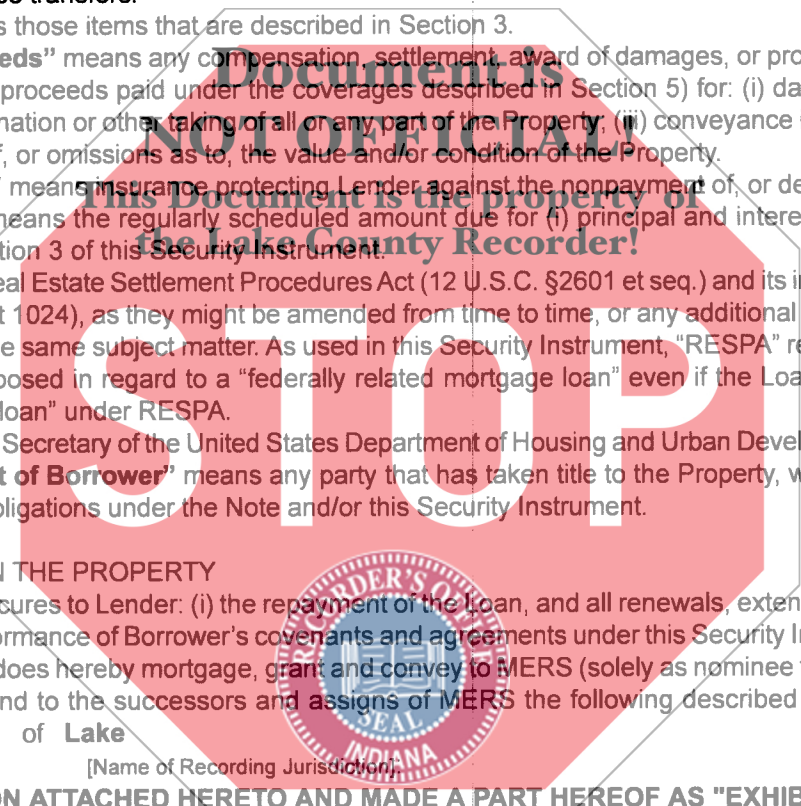 s those items that are described in Section 3.
eds” means any compensation, settlement, award of damages, or pro
proceeds paid under the coverages described in Section 5) for: (i) da
nation or other taking of all or any part of the Property; (iii) conveyance
, or omissions as to, the value and/or condition of the Property.
” means insurance protecting Lender against the nonpayment of, or de
means the regularly scheduled amount due for (i) principal and intere
tion 3 of this Security Instrument.
eal Estate Settlement Procedures Act (12 U.S.C. §2601 et seq.) and its i
t 1024), as they might be amended from time to time, or any additional
e same subject matter. As used in this Security Instrument, “RESPA” re
posed in regard to a “federally related mortgage loan” even if the Loa
loan” under RESPA.
Secretary of the United States Department of Housing and Urban Devel
t of Borrower” means any party that has taken title to the Property, w
bligations under the Note and/or this Security Instrument.
N THE PROPERTY
cures to Lender: (i) the repayment of the Loan, and all renewals, exten
ormance of Borrower’s covenants and agreements under this Security I
does hereby mortgage, grant and convey to MERS (solely as nominee
nd to the successors and assigns of MERS the following described
of Lake
[Name of Recording Jurisdiction]:
ON ATTACHED HERETO AND MADE A PART HEREOF AS "EXHIB
Document is
NOT OFFICIAL!
This Document is the property of
the Lake County Recorder!
STOP
RECORDER'S OFFICE
SEAL
INDIANA